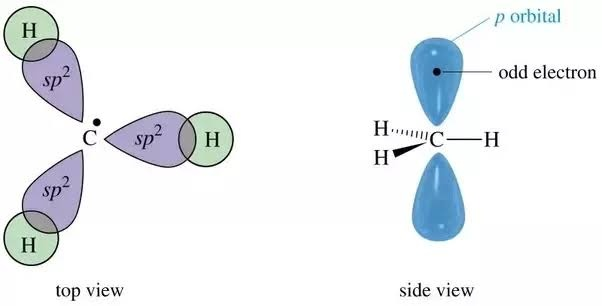 H
sp²
C
sp²
H
sp²
H
top view
p orbital
odd electron
H
C
H
H
side view